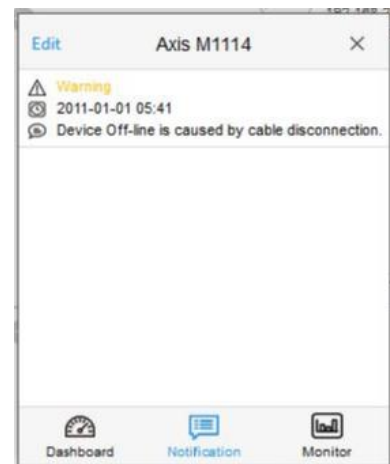 Edit Axis M1114
Warning
2011-01-01 05:41
Device Off-line is caused by cable disconnection.
Dashboard Notification Monitor